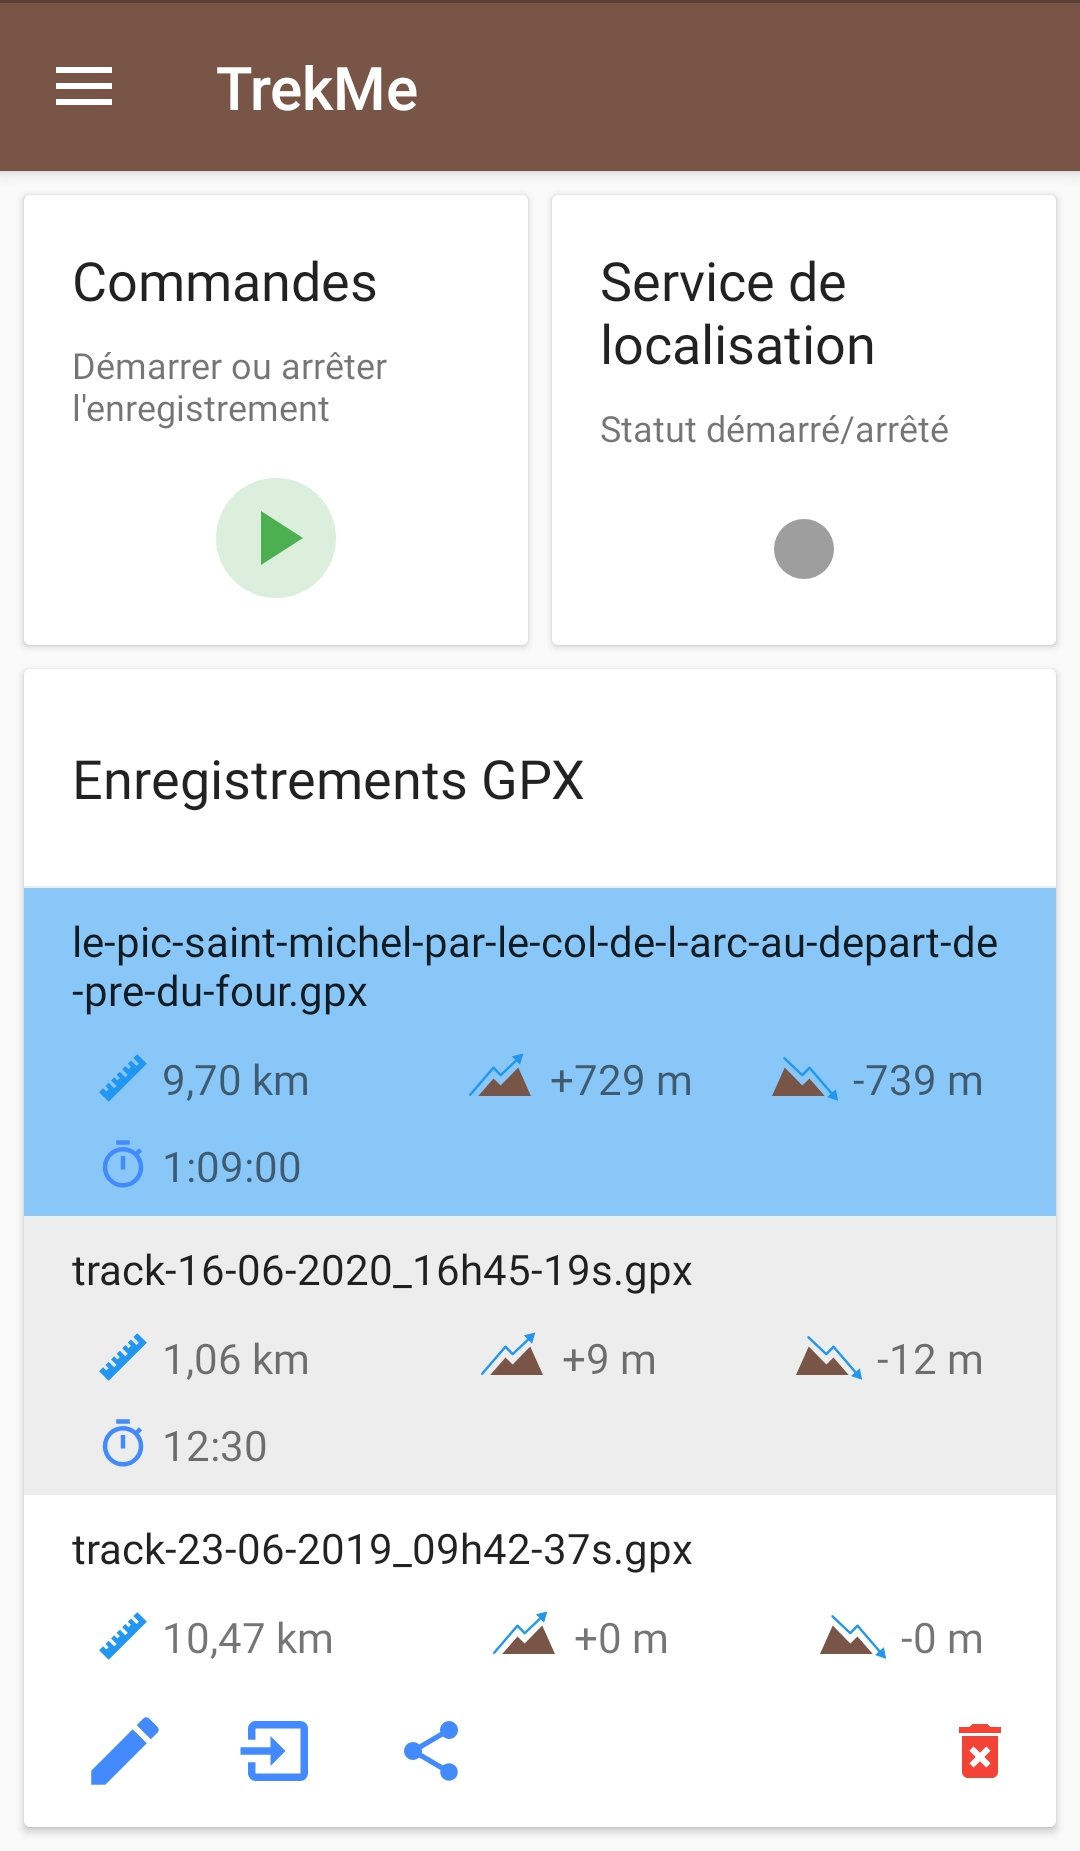 TrekMe
Commandes
Démarrer ou arrêter
l'enregistrement
Service de
localisation
Statut démarré/arrêté
Enregistrements GPX
le-pic-saint-michel-par-le-col-de-l-arc-au-depart-de
-pre-du-four.gpx
9,70 km +729 m -739 m
1:09:00
track-16-06-2020_16h45-19s.gpx
1,06 km +9 m -12 m
12:30
track-23-06-2019_09h42-37s.gpx
10,47 km +0 m -0 m